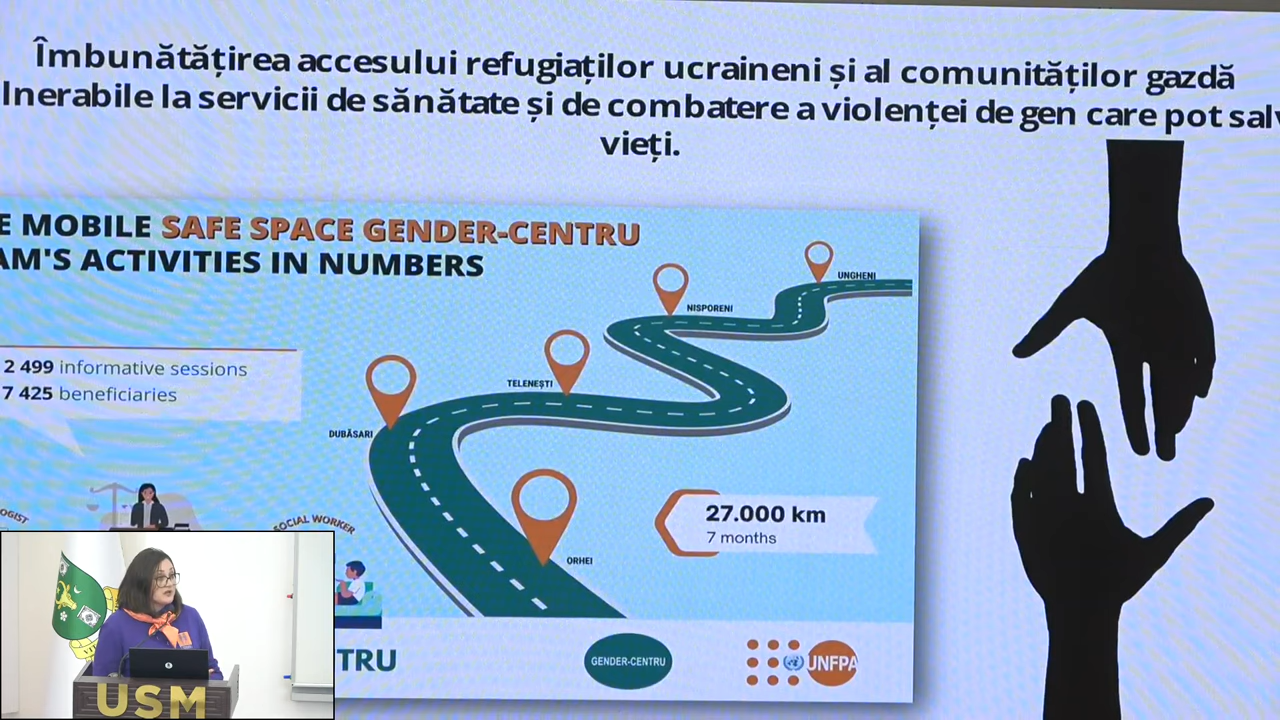 Îmbunătățirea accesului refugiaților ucraineni și al comunităților gazdă
lnerabile la servicii de sănătate și de combatere a violenței de gen care pot salv
vieți.
E MOBILE SAFE SPACE GENDER-CENTRU
AM'S ACTIVITIES IN NUMBERS
UNGHENI
NISPORENI
2 499 informative sessions
7 425 beneficiaries
TELENEȘTI
DUBĂSARI
27.000 km
7 months
OGIST
SOCIAL WORKER
ORHEI
TRU
GENDER-CENTRU
UNFPA
USM